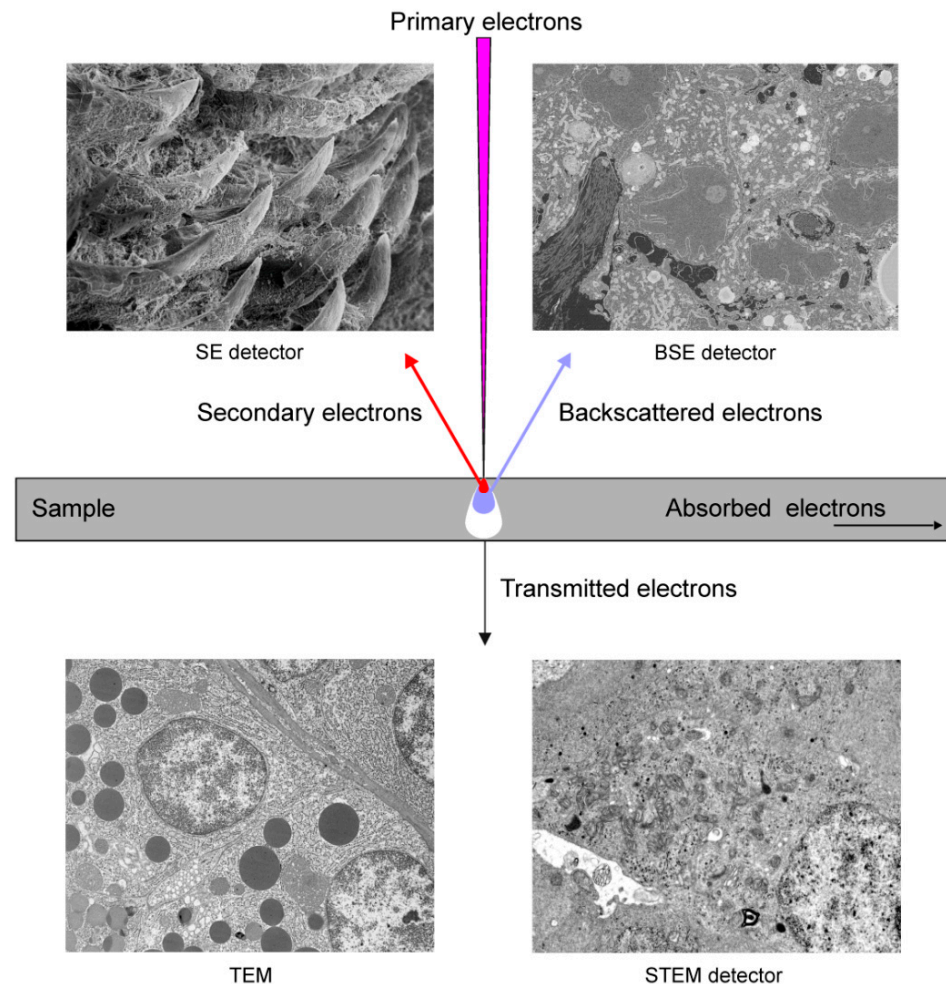 Primary electrons
SE detector
BSE detector
Secondary electrons
Backscattered electrons
Sample
Absorbed electrons
Transmitted electrons
TEM
STEM detector